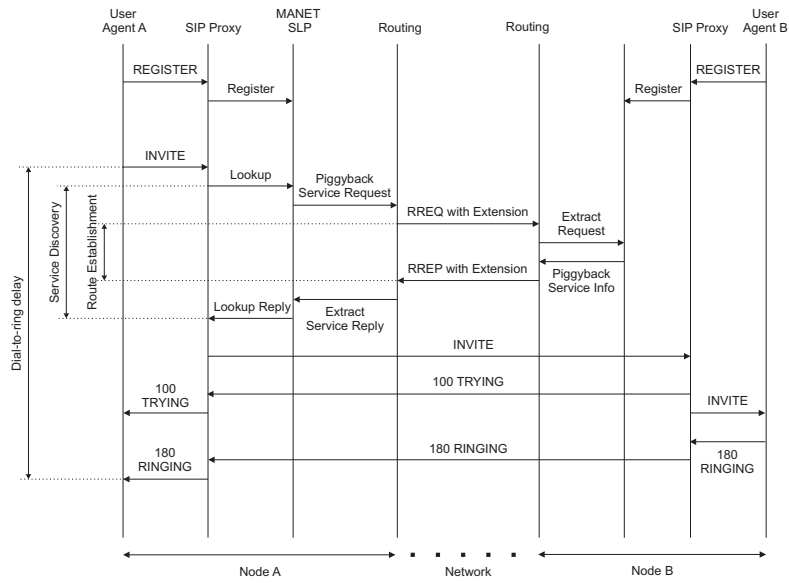 User
Agent A
SIP Proxy
MANET
SLP
Routing
Routing
SIP Proxy
User
Agent B
REGISTER
REGISTER
Register
Register
INVITE
Lookup
Piggyback
Service Request
RREQ with Extension
Extract
Request
RREP with Extension
Piggyback
Service Info
Lookup Reply
Extract
Service Reply
Dial-to-ring delay
Service Discovery
Route Establishment
INVITE
100 TRYING
100
TRYING
INVITE
180 RINGING
180
RINGING
180
RINGING
Node A
Network
Node B